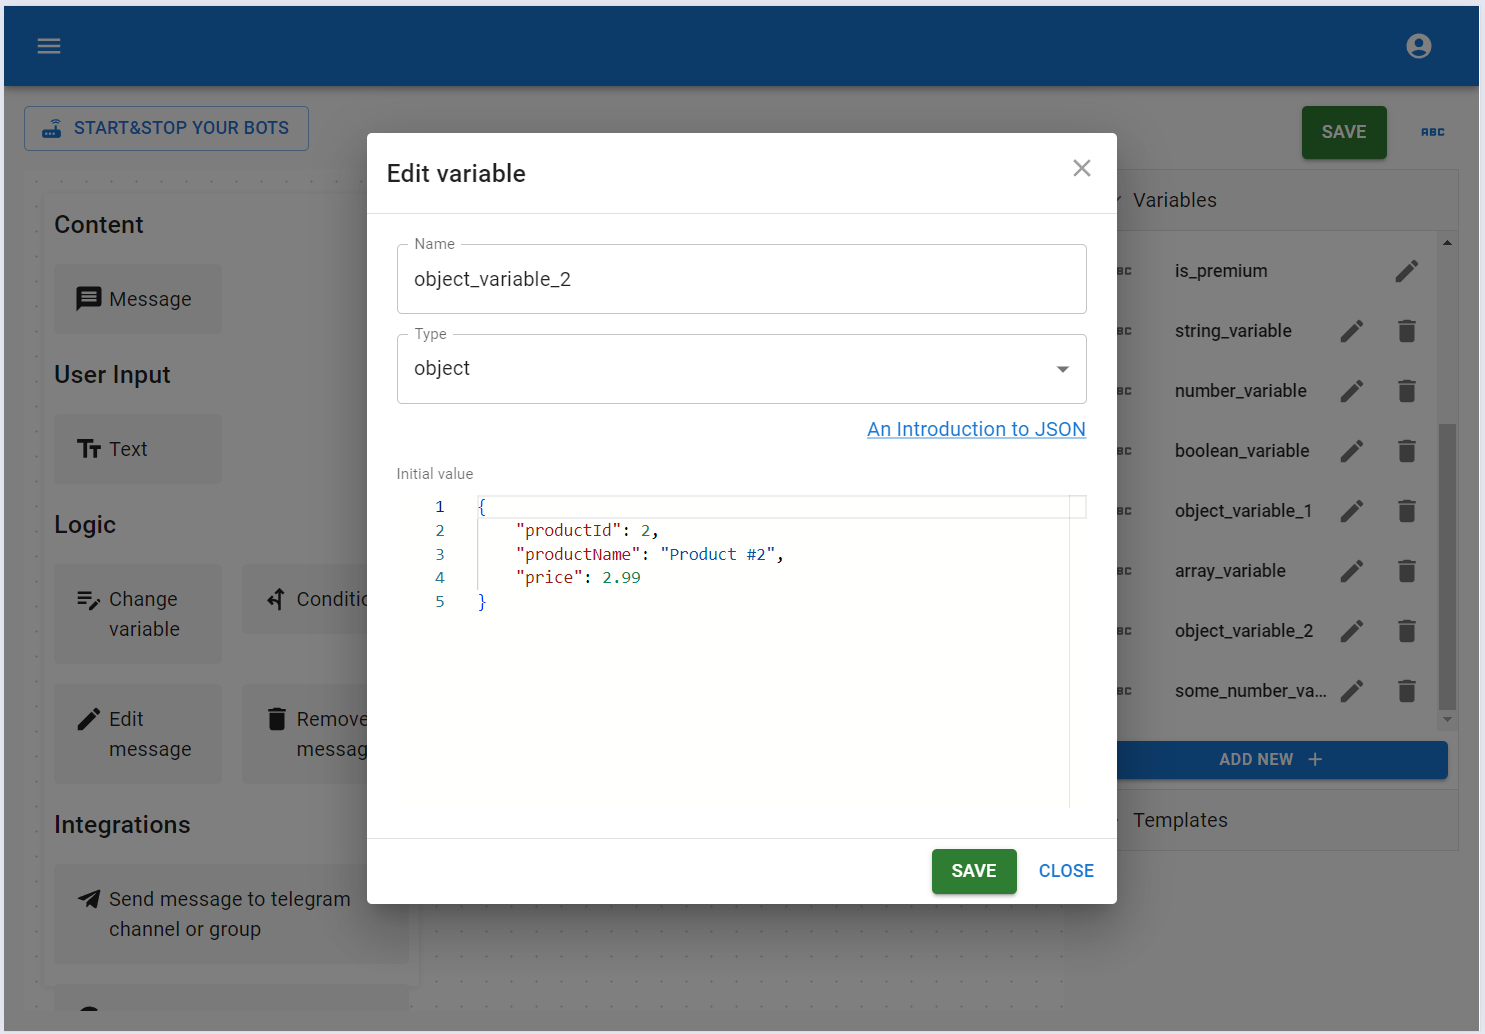 START&STOP YOUR BOTS
SAVE
ABC
Content
Message
User Input
Text
Logic
Change
variable
Edit
message
Remove
Integrations
Send message to telegram
channel or group
Edit variable
Name
object_variable_2
Type
object
An Introduction to JSON
Initial value
1 {
2 "productId": 2,
3 "productName": "Product #2",
4 "price": 2.99
5 }
SAVE CLOSE
Variables
is_premium
string_variable
number_variable
boolean_variable
object_variable_1
array_variable
object_variable_2
some_number_va...
ADD NEW +
Templates